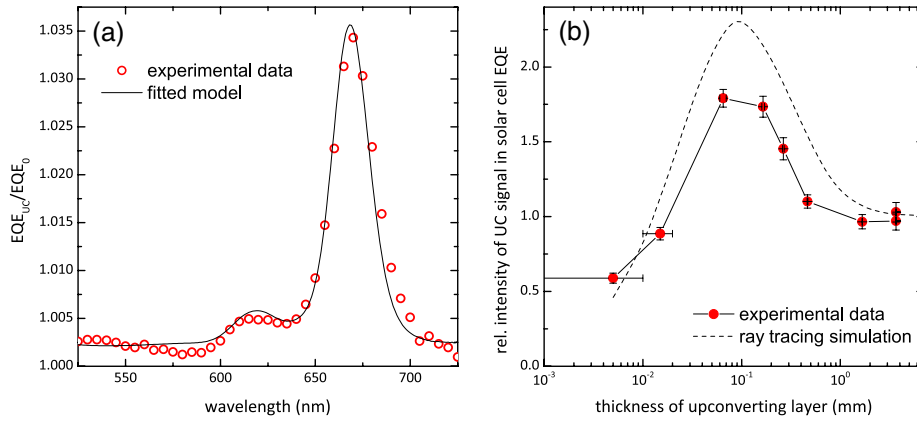 (a)
experimental data
fitted model
1.035
1.030
1.025
1.020
1.015
1.010
1.005
1.000
EQE_UC/EQE_0
550
600
650
700
wavelength (nm)
(b)
2.0
1.5
1.0
0.5
0.0
rel. intensity of UC signal in solar cell EQE
experimental data
ray tracing simulation
10^-3
10^-2
10^-1
10^0
thickness of upconverting layer (mm)